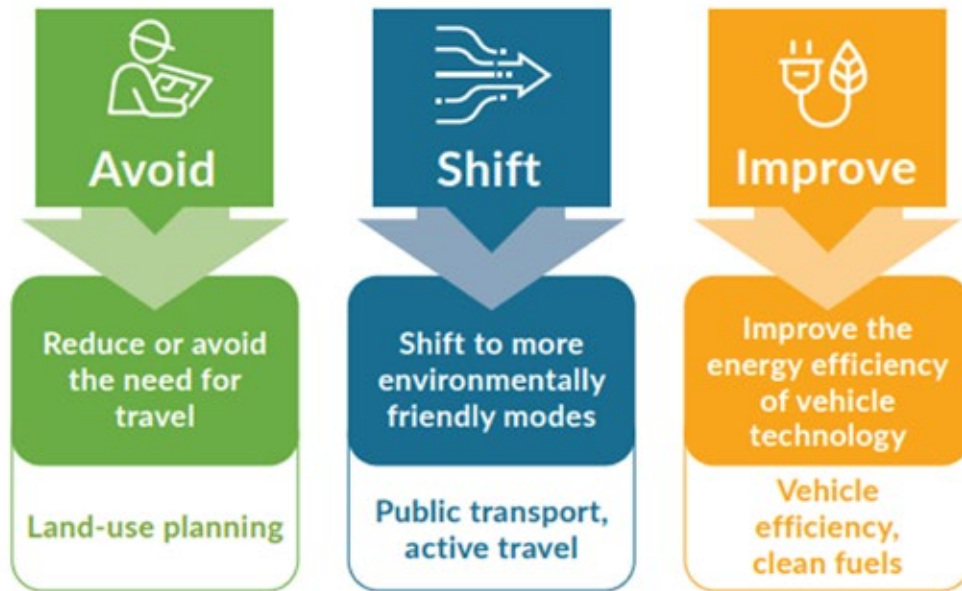 Avoid
Reduce or avoid
the need for
travel
Land-use planning
Shift
Shift to more
environmentally
friendly modes
Public transport,
active travel
Improve
Improve the
energy efficiency
of vehicle
technology
Vehicle
efficiency,
clean fuels